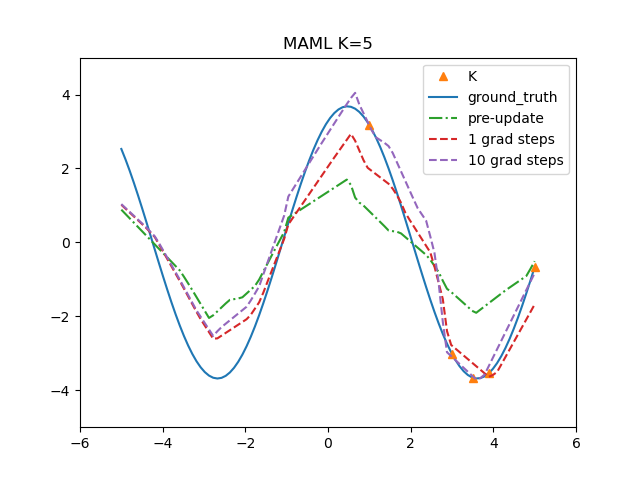 MAML K=5
K
ground_truth
pre-update
1 grad steps
10 grad steps
4
2
0
−2
−4
−6
−4
−2
0
2
4
6